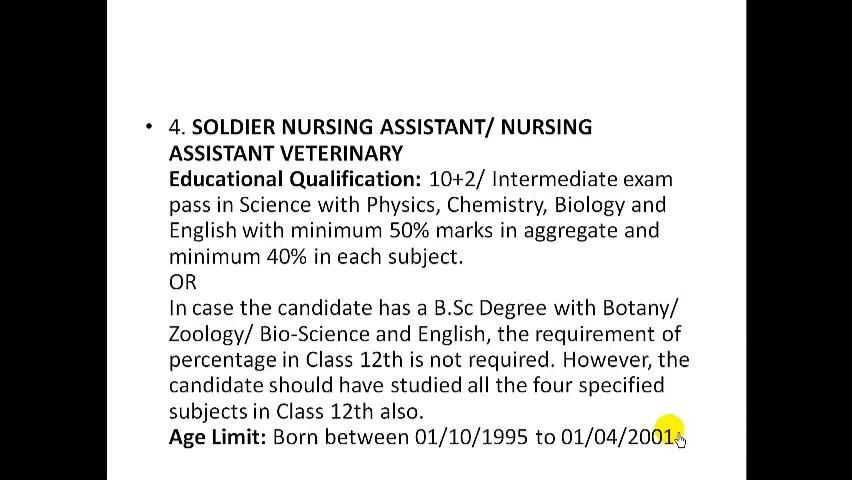 • 4. SOLDIER NURSING ASSISTANT/ NURSING
ASSISTANT VETERINARY
Educational Qualification: 10+2/ Intermediate exam
pass in Science with Physics, Chemistry, Biology and
English with minimum 50% marks in aggregate and
minimum 40% in each subject.
OR
In case the candidate has a B.Sc Degree with Botany/
Zoology/ Bio-Science and English, the requirement of
percentage in Class 12th is not required. However, the
candidate should have studied all the four specified
subjects in Class 12th also.
Age Limit: Born between 01/10/1995 to 01/04/2001.